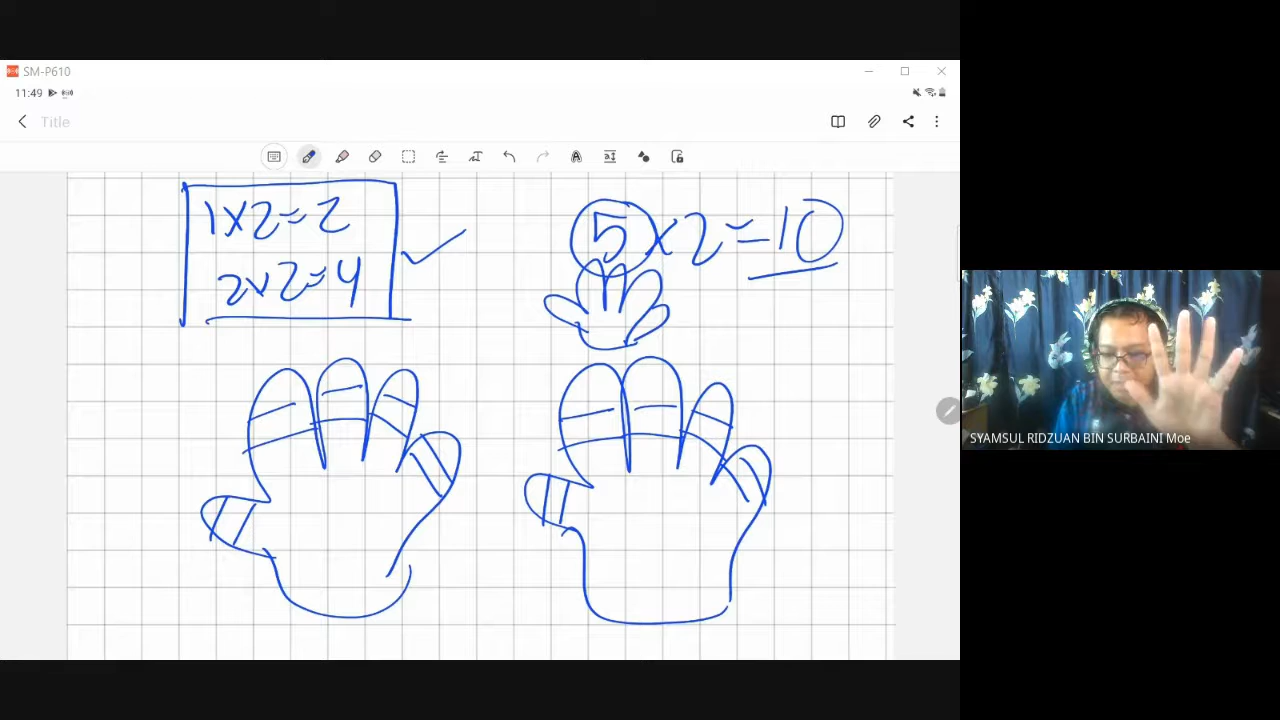 SM-P610
11:49
Title
1x2=2
2x2=4
5x2=10
SYAMSUL RIDZUAN BIN SURBAINI Moe